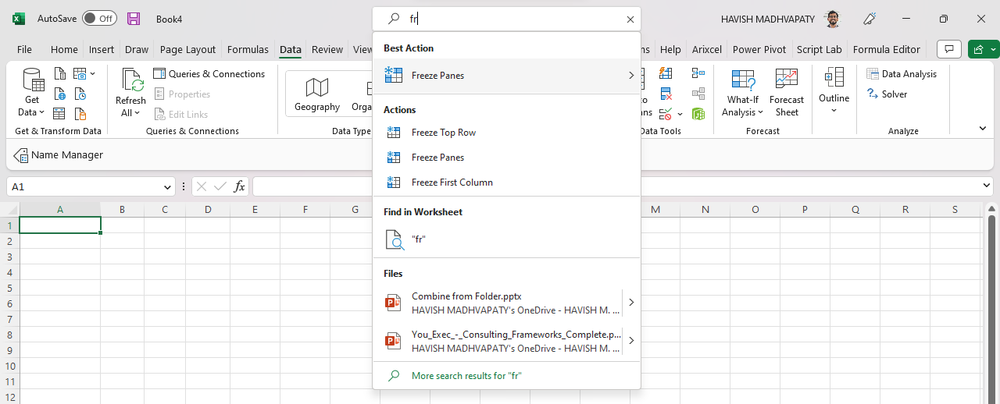 AutoSave Off Book4 fr HAVISH MADHVAPATY
File Home Insert Draw Page Layout Formulas Data Review Help Arixcel Power Pivot Script Lab Formula Editor
Get Data
Get & Transform Data
Refresh All
Queries & Connections
Properties
Edit Links
Queries & Connections
Geography
Data Type
Data Tools
What-If Analysis
Forecast Sheet
Forecast
Outline
Data Analysis
Solver
Analyze
Name Manager
A1
fx
A B C D E F G M N O P Q R S
1
2
3
4
5
6
7
8
9
10
11
12
Best Action
Freeze Panes
Actions
Freeze Top Row
Freeze Panes
Freeze First Column
Find in Worksheet
"fr"
Files
Combine from Folder.pptx
HAVISH MADHVAPATY's OneDrive - HAVISH M. ...
You_Exec_-_Consulting_Frameworks_Complete.p...
HAVISH MADHVAPATY's OneDrive - HAVISH M. ...
More search results for "fr"